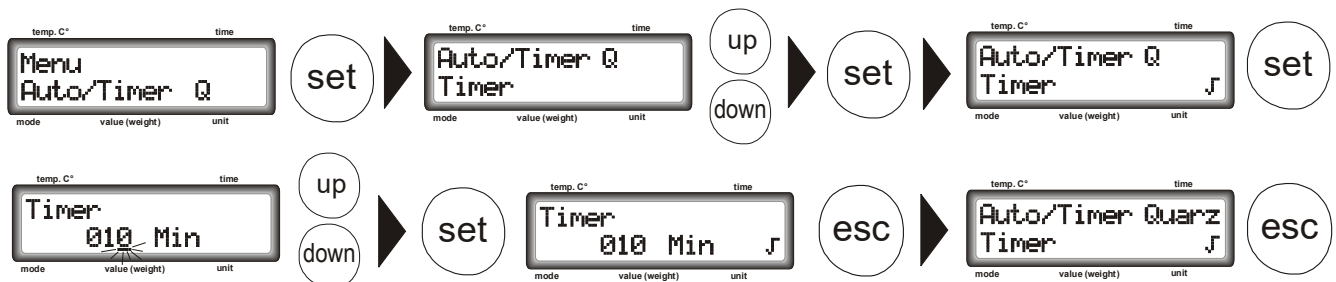 temp. C° time
Menu
Auto/Timer Q
mode value (weight) unit
set
temp. C° time
Auto/Timer Q
Timer
mode value (weight) unit
up
down
set
temp. C° time
Auto/Timer Q
Timer √
mode value (weight) unit
set
temp. C° time
Timer
010 Min
mode value (weight) unit
up
down
set
temp. C° time
Timer
010 Min √
mode value (weight) unit
esc
temp. C° time
Auto/Timer Quarz
Timer √
mode value (weight) unit
esc